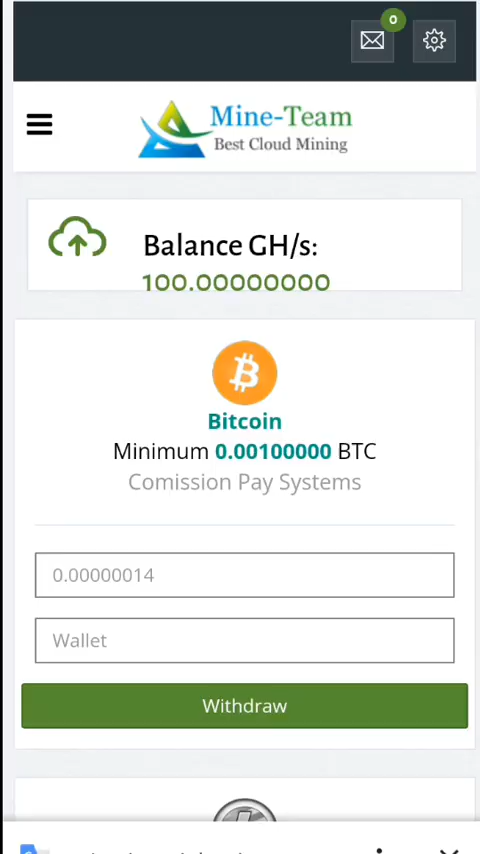 0
Mine-Team
Best Cloud Mining
Balance GH/s:
100.00000000
Bitcoin
Minimum 0.00100000 BTC
Comission Pay Systems
0.00000014
Wallet
Withdraw